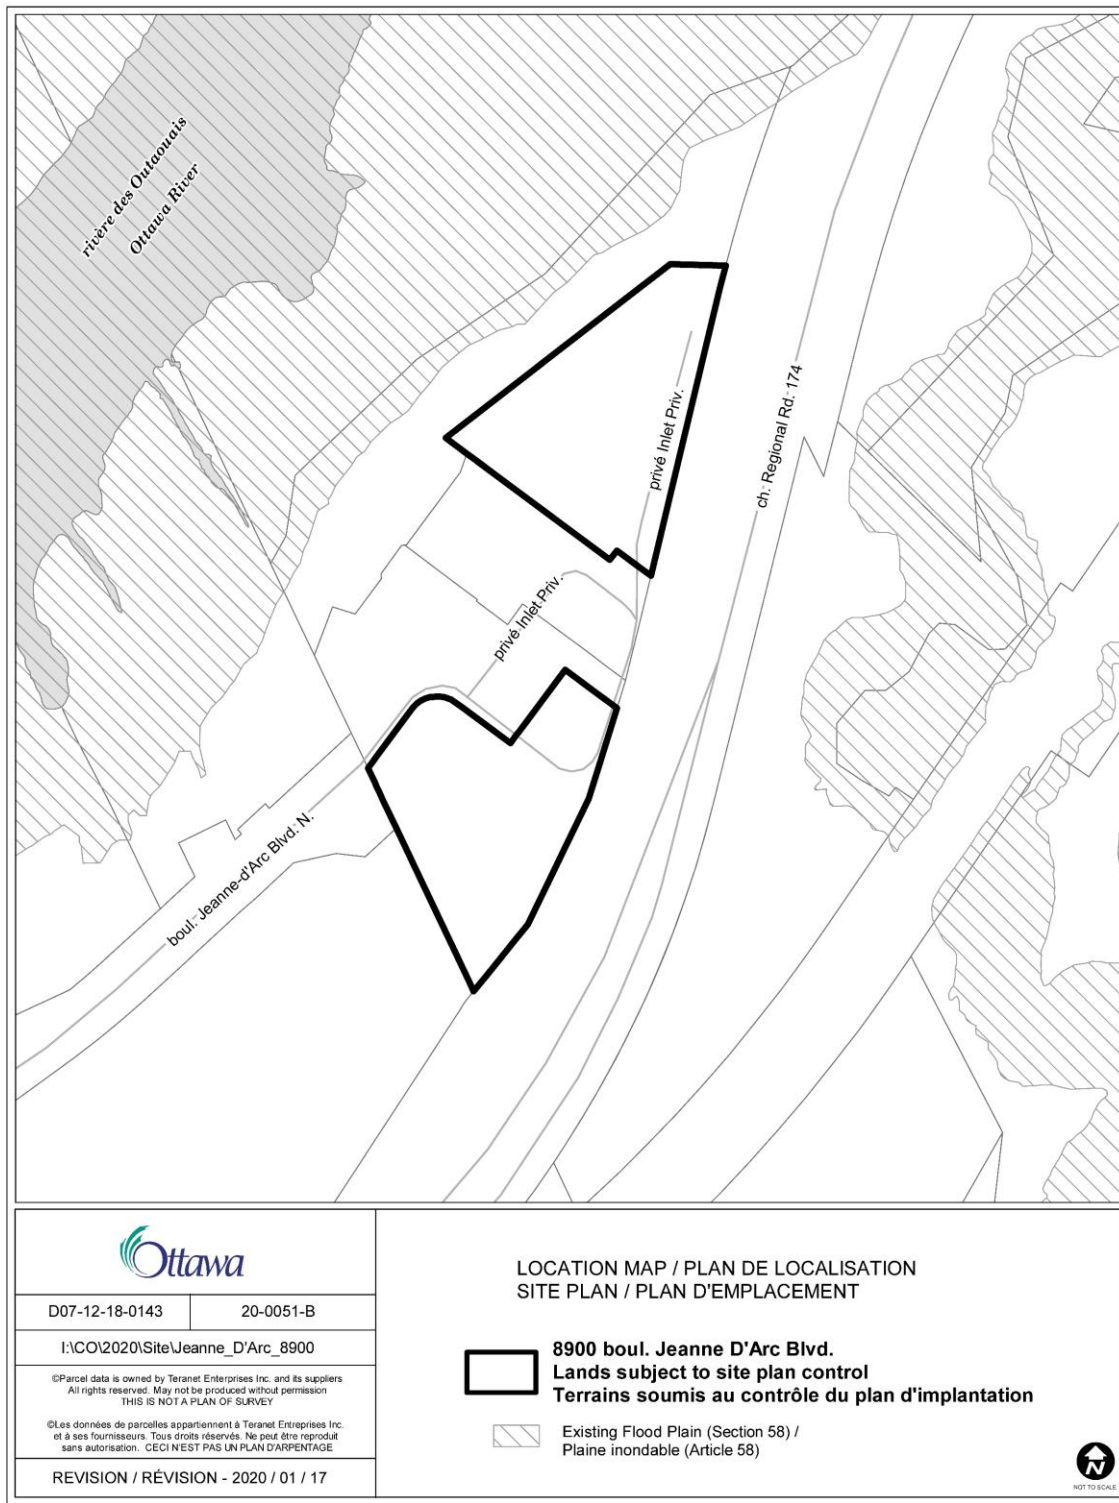 rivère des Outaouais
Ottawa River
privé Inlet Priv.
ch. Regional Rd. 174
privé Inlet Priv.
boul. Jeanne-d'Arc Blvd. N.
Ottawa
D07-12-18-0143
20-0051-B
I:\CO\2020\Site\Jeanne_D'Arc_8900
©Parcel data is owned by Teranet Enterprises Inc. and its suppliers
All rights reserved. May not be produced without permission
THIS IS NOT A PLAN OF SURVEY
©Les données de parcelles appartiennent à Teranet Entreprises Inc.
et à ses fournisseurs. Tous droits réservés. Ne peut être reproduit
sans autorisation. CECI N'EST PAS UN PLAN D'ARPENTAGE
REVISION / RÉVISION - 2020 / 01 / 17
LOCATION MAP / PLAN DE LOCALISATION
SITE PLAN / PLAN D'EMPLACEMENT
8900 boul. Jeanne D'Arc Blvd.
Lands subject to site plan control
Terrains soumis au contrôle du plan d'implantation
Existing Flood Plain (Section 58) /
Plaine inondable (Article 58)
N
NOT TO SCALE